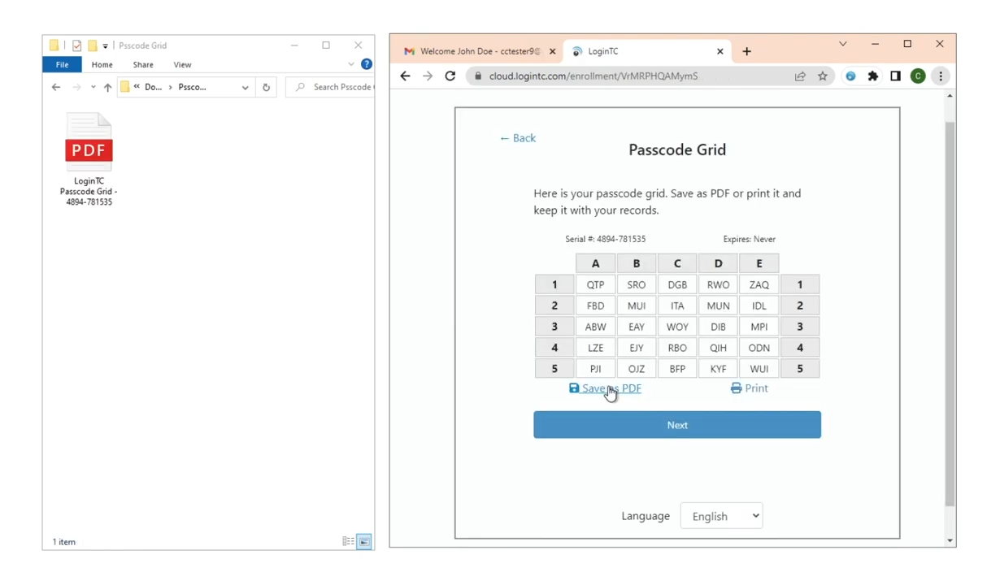 Psscode Grid
File Home Share View
« Do... › Pssco...
Search Psscode
PDF
LoginTC
Passcode Grid -
4894-781535
1 item
Welcome John Doe - cctester9@
LoginTC
cloud.logintc.com/enrollment/VrMRPHQAMymS
C
← Back
Passcode Grid
Here is your passcode grid. Save as PDF or print it and
keep it with your records.
Serial #: 4894-781535 Expires: Never
A B C D E
1 QTP SRO DGB RWO ZAQ 1
2 FBD MUI ITA MUN IDL 2
3 ABW EAY WOY DIB MPI 3
4 LZE EJY RBO QIH ODN 4
5 PJI OJZ BFP KYF WUI 5
Save as PDF Print
Next
Language English